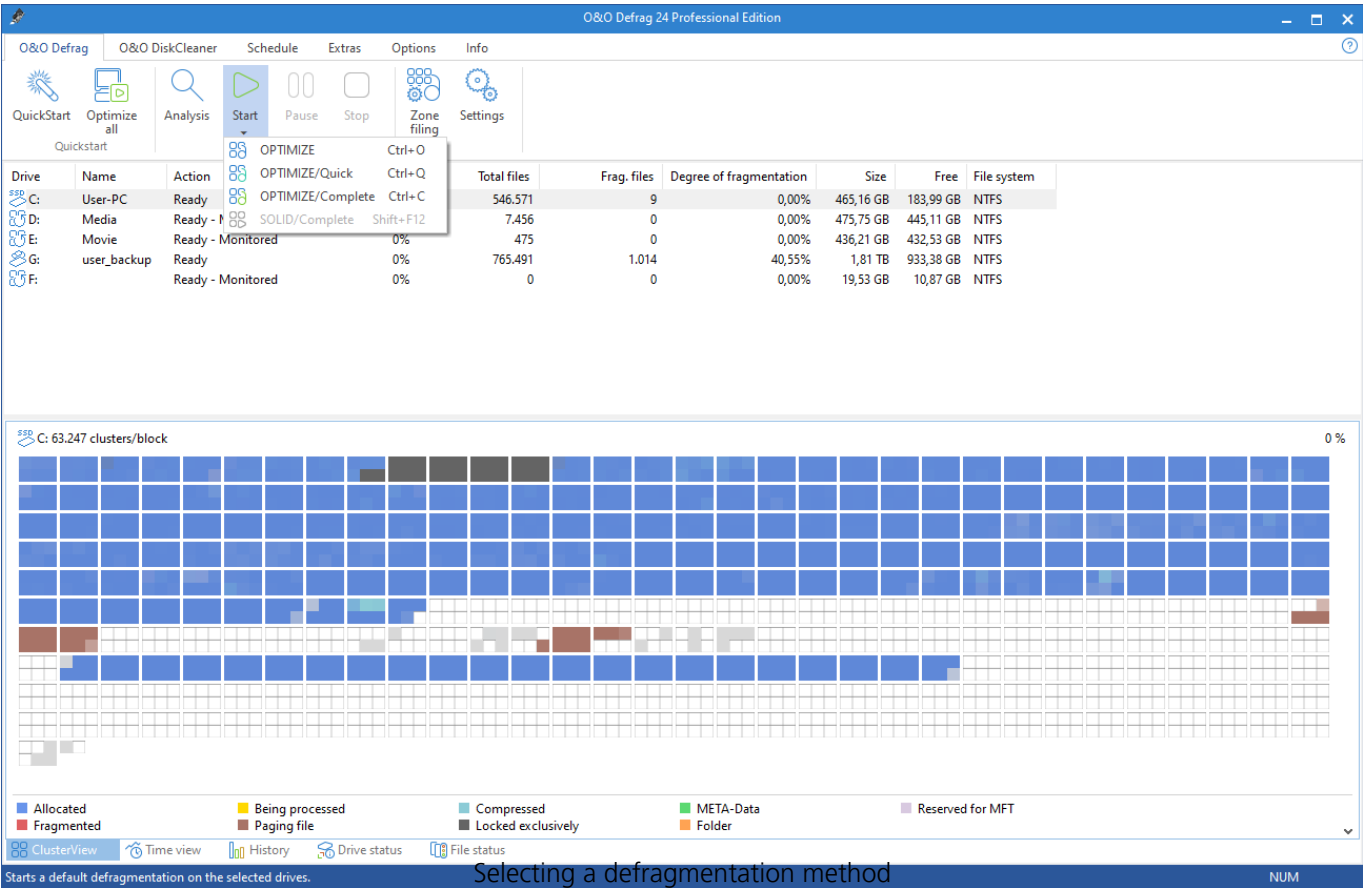 O&O Defrag 24 Professional Edition
O&O Defrag O&O DiskCleaner Schedule Extras Options Info
QuickStart Optimize all Analysis Start Pause Stop Zone filing Settings
Quickstart
OPTIMIZE Ctrl+O
OPTIMIZE/Quick Ctrl+Q
OPTIMIZE/Complete Ctrl+C
SOLID/Complete Shift+F12
Drive Name Action Total files Frag. files Degree of fragmentation Size Free File system
SSD C: User-PC Ready 546.571 9 0,00% 465,16 GB 183,99 GB NTFS
D: Media Ready - 7.456 0 0,00% 475,75 GB 445,11 GB NTFS
E: Movie Ready - Monitored 0% 475 0 0,00% 436,21 GB 432,53 GB NTFS
G: user_backup Ready 0% 765.491 1.014 40,55% 1,81 TB 933,38 GB NTFS
F: Ready - Monitored 0% 0 0 0,00% 19,53 GB 10,87 GB NTFS
SSD C: 63.247 clusters/block 0 %
Allocated Being processed Compressed META-Data Reserved for MFT
Fragmented Paging file Locked exclusively Folder
ClusterView Time view History Drive status File status
Selecting a defragmentation method
Starts a default defragmentation on the selected drives. NUM